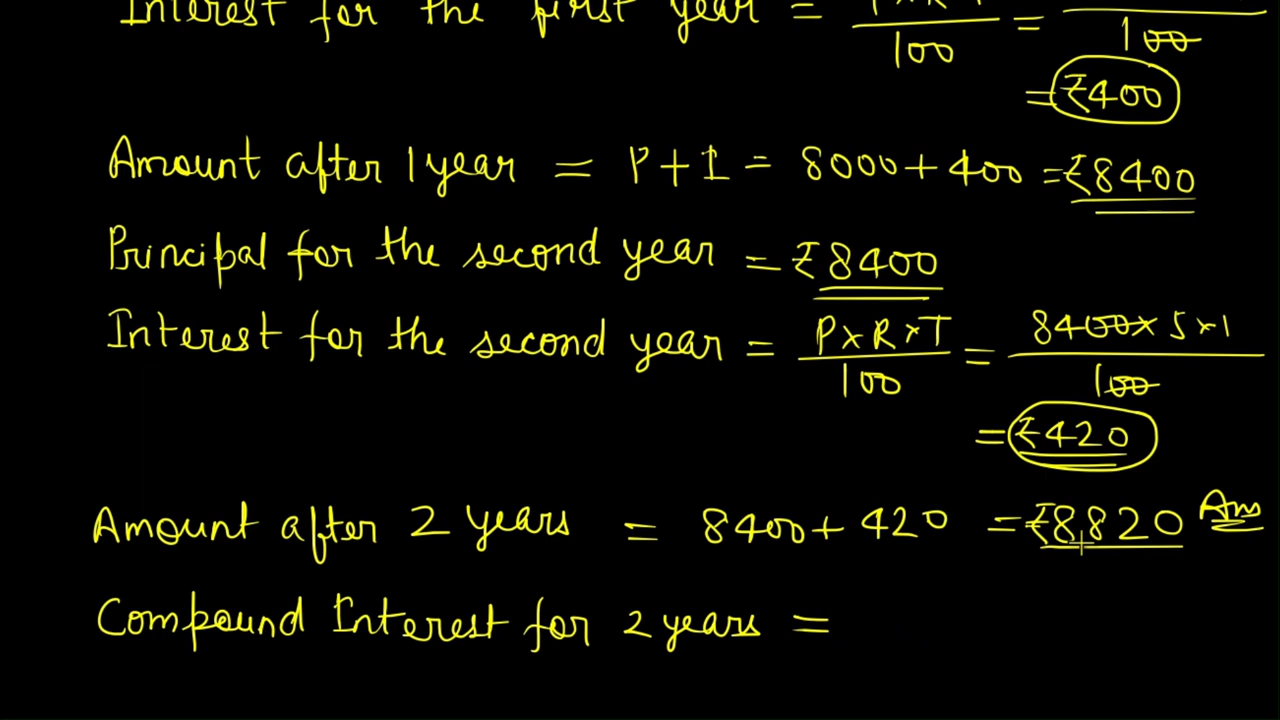 Interest for the first year = P×R×T/100 = /100
= ₹400
Amount after 1 year = P+I = 8000+400 = ₹8400
Principal for the second year = ₹8400
Interest for the second year = P×R×T/100 = 8400×5×1/100
= ₹420
Amount after 2 years = 8400+420 = ₹8,820 Ans
Compound Interest for 2 years =